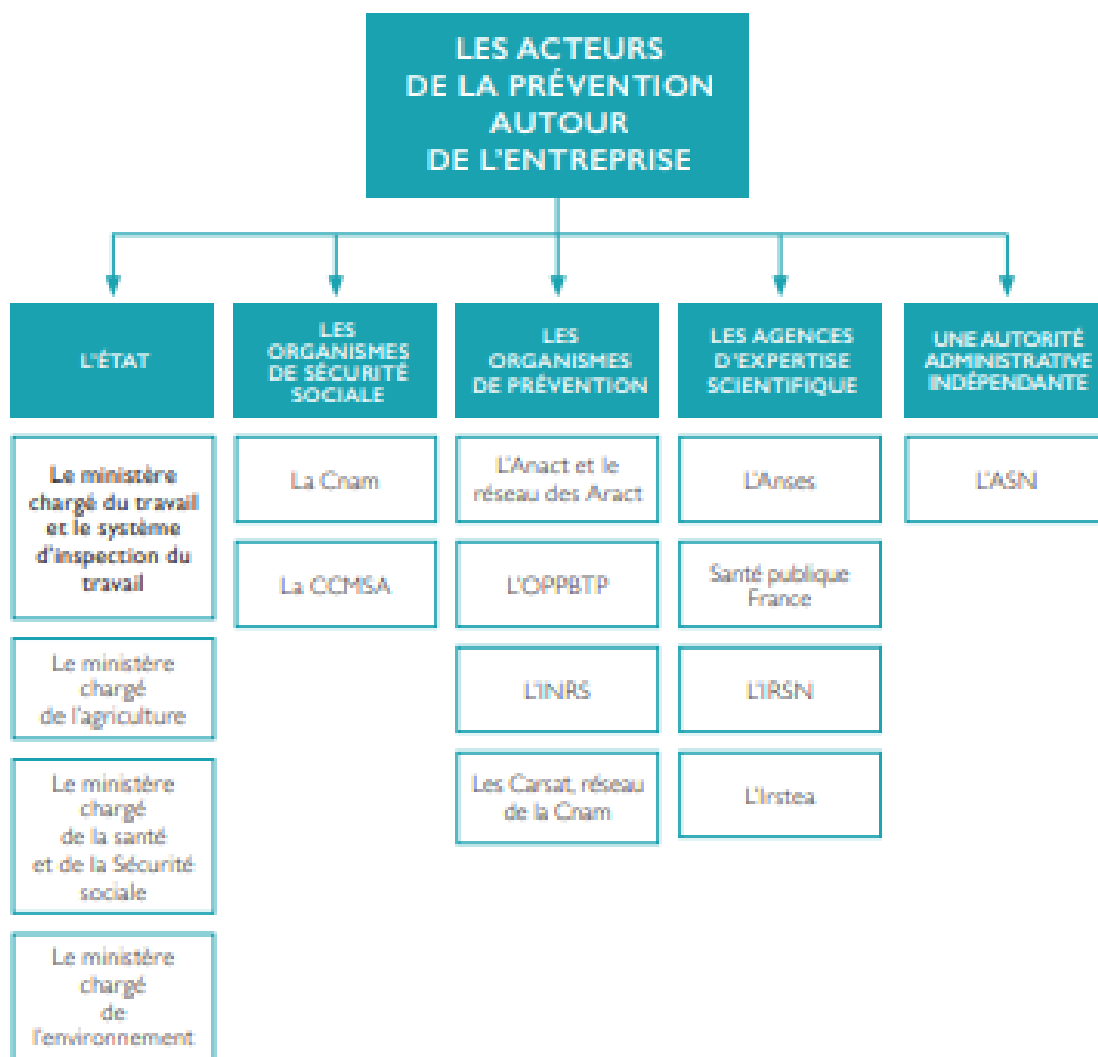 LES ACTEURS
DE LA PRÉVENTION
AUTOUR
DE L'ENTREPRISE
L'ÉTAT
Le ministère
chargé du travail
et le système
d'inspection du
travail
Le ministère
chargé
de l'agriculture
Le ministère
chargé
de la santé
et de la Sécurité
sociale
Le ministère
chargé
de
l'environnement
LES
ORGANISMES
DE SÉCURITÉ
SOCIALE
La Cnam
La CCMSA
LES
ORGANISMES
DE PRÉVENTION
L'Anact et le
réseau des Aract
L'OPPBTP
L'INRS
Les Carsat, réseau
de la Cnam
LES AGENCES
D'EXPERTISE
SCIENTIFIQUE
L'Anses
Santé publique
France
L'IRSN
L'Irstea
UNE AUTORITÉ
ADMINISTRATIVE
INDÉPENDANTE
L'ASN